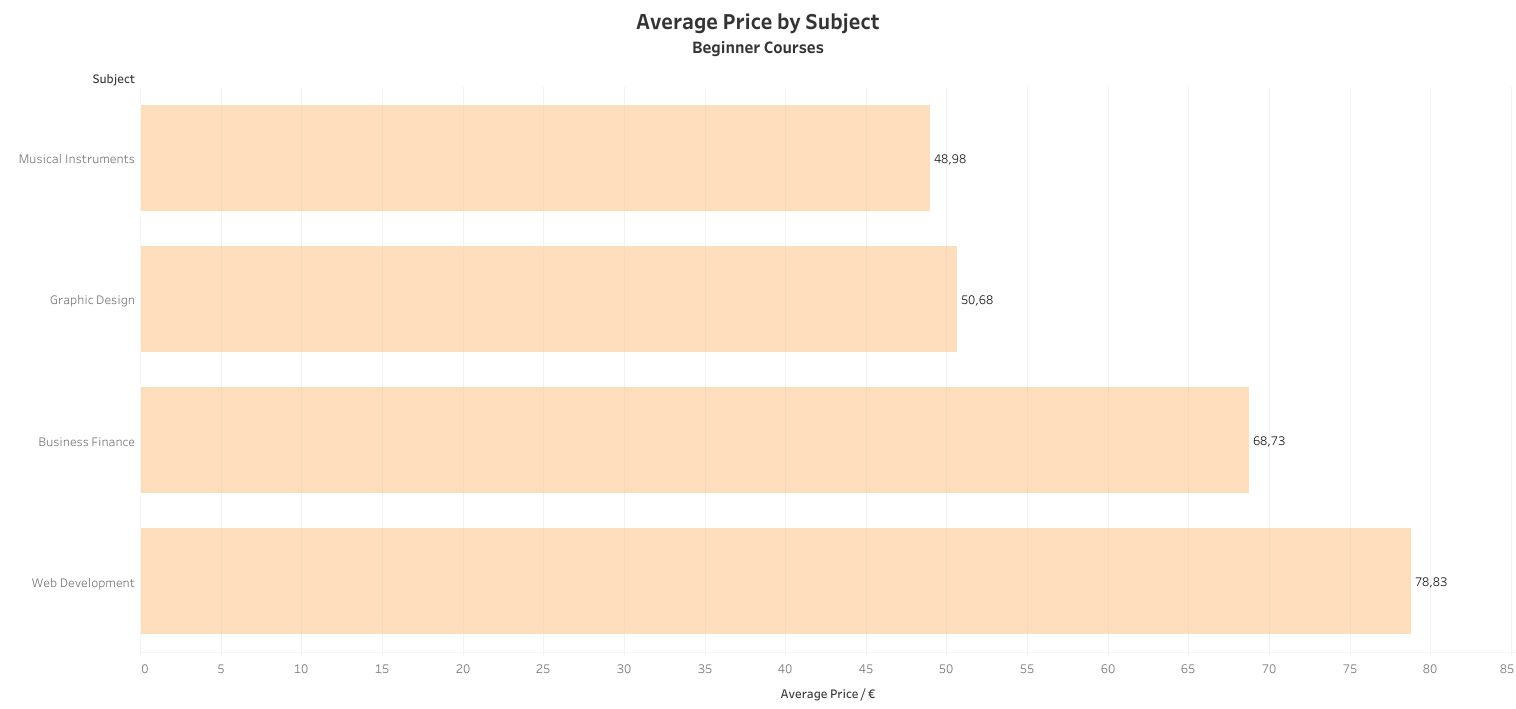 Average Price by Subject
Beginner Courses
Subject
Musical Instruments 48,98
Graphic Design 50,68
Business Finance 68,73
Web Development 78,83
0 5 10 15 20 25 30 35 40 45 50 55 60 65 70 75 80 85
Average Price / €